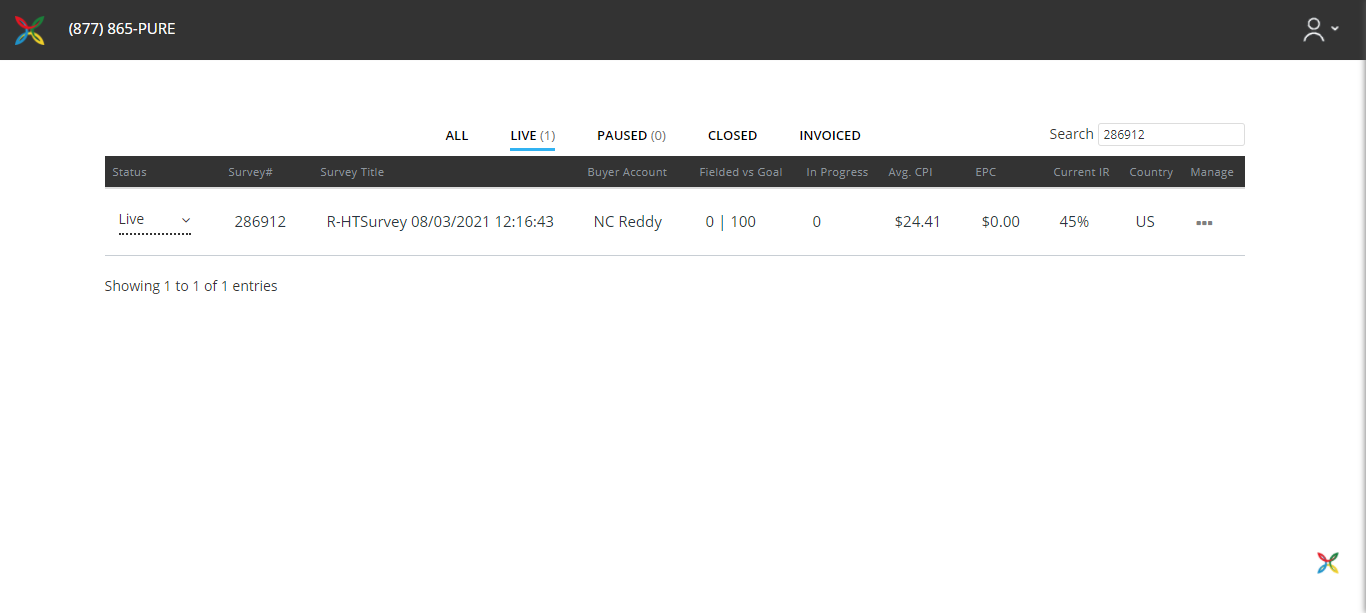 (877) 865-PURE
ALL LIVE (1) PAUSED (0) CLOSED INVOICED Search 286912
Status Survey# Survey Title Buyer Account Fielded vs Goal In Progress Avg. CPI EPC Current IR Country Manage
Live 286912 R-HTSurvey 08/03/2021 12:16:43 NC Reddy 0 | 100 0 $24.41 $0.00 45% US
Showing 1 to 1 of 1 entries